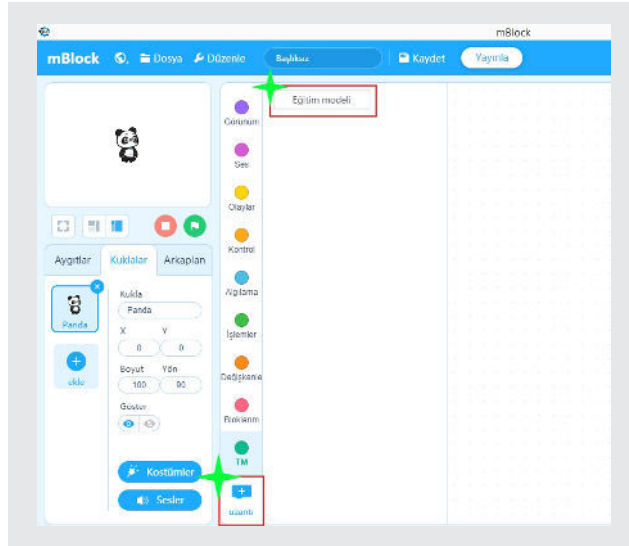 mBlock
mBlock
Dosya
Düzenle
Başlıksız
Kaydet
Yayınla
Eğitim modeli
Görünüm
Ses
Olaylar
Kontrol
Algılama
İşlemler
Değişkenle
Bloklarım
TM
uzantı
Aygıtlar Kuklalar Arkaplan
Panda
ekle
Kukla
Panda
X Y
0 0
Boyut Yön
100 90
Göster
Kostümler
Sesler